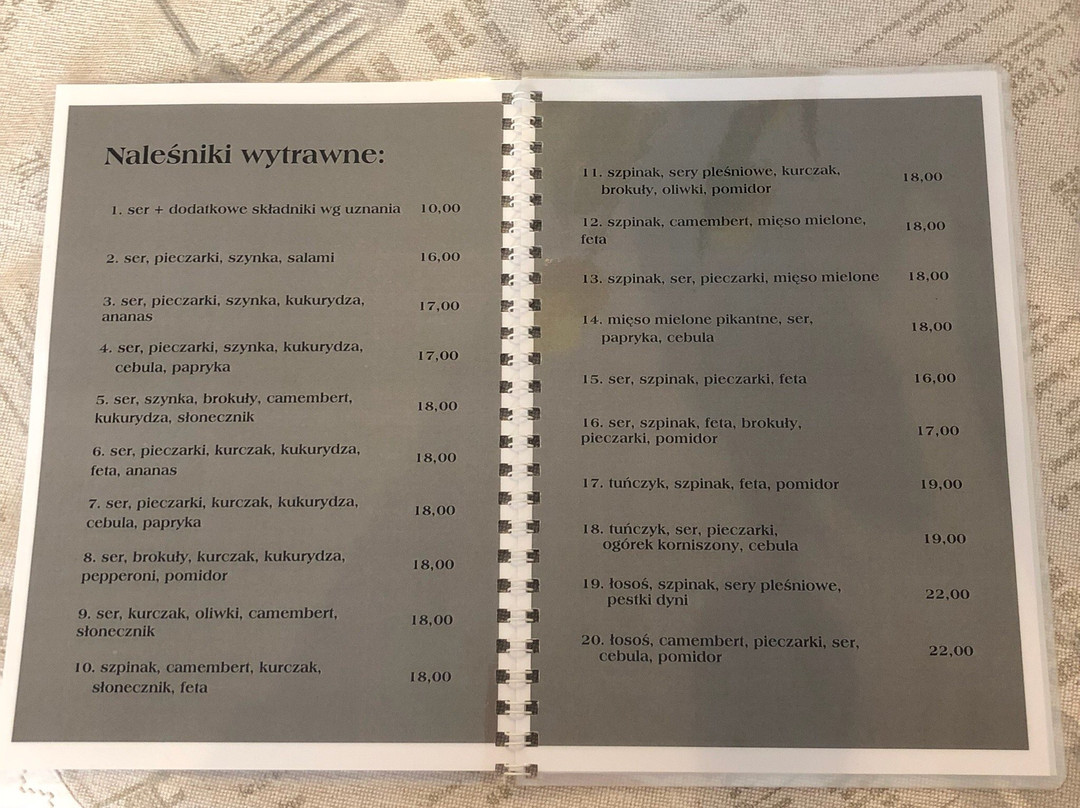 Naleśniki wytrawne:
1. ser + dodatkowe składniki wg uznania 10,00
2. ser, pieczarki, szynka, salami 16,00
3. ser, pieczarki, szynka, kukurydza,
ananas 17,00
4. ser, pieczarki, szynka, kukurydza,
cebula, papryka 17,00
5. ser, szynka, brokuły, camembert,
kukurydza, słonecznik 18,00
6. ser, pieczarki, kurczak, kukurydza,
feta, ananas 18,00
7. ser, pieczarki, kurczak, kukurydza,
cebula, papryka 18,00
8. ser, brokuły, kurczak, kukurydza,
pepperoni, pomidor 18,00
9. ser, kurczak, oliwki, camembert,
słonecznik 18,00
10. szpinak, camembert, kurczak,
słonecznik, feta 18,00
11. szpinak, sery pleśniowe, kurczak,
brokuły, oliwki, pomidor 18,00
12. szpinak, camembert, mięso mielone,
feta 18,00
13. szpinak, ser, pieczarki, mięso mielone 18,00
14. mięso mielone pikantne, ser,
papryka, cebula 18,00
15. ser, szpinak, pieczarki, feta 16,00
16. ser, szpinak, feta, brokuły,
pieczarki, pomidor 17,00
17. tuńczyk, szpinak, feta, pomidor 19,00
18. tuńczyk, ser, pieczarki,
ogórek korniszony, cebula 19,00
19. łosoś, szpinak, sery pleśniowe,
pestki dyni 22,00
20. łosoś, camembert, pieczarki, ser,
cebula, pomidor 22,00